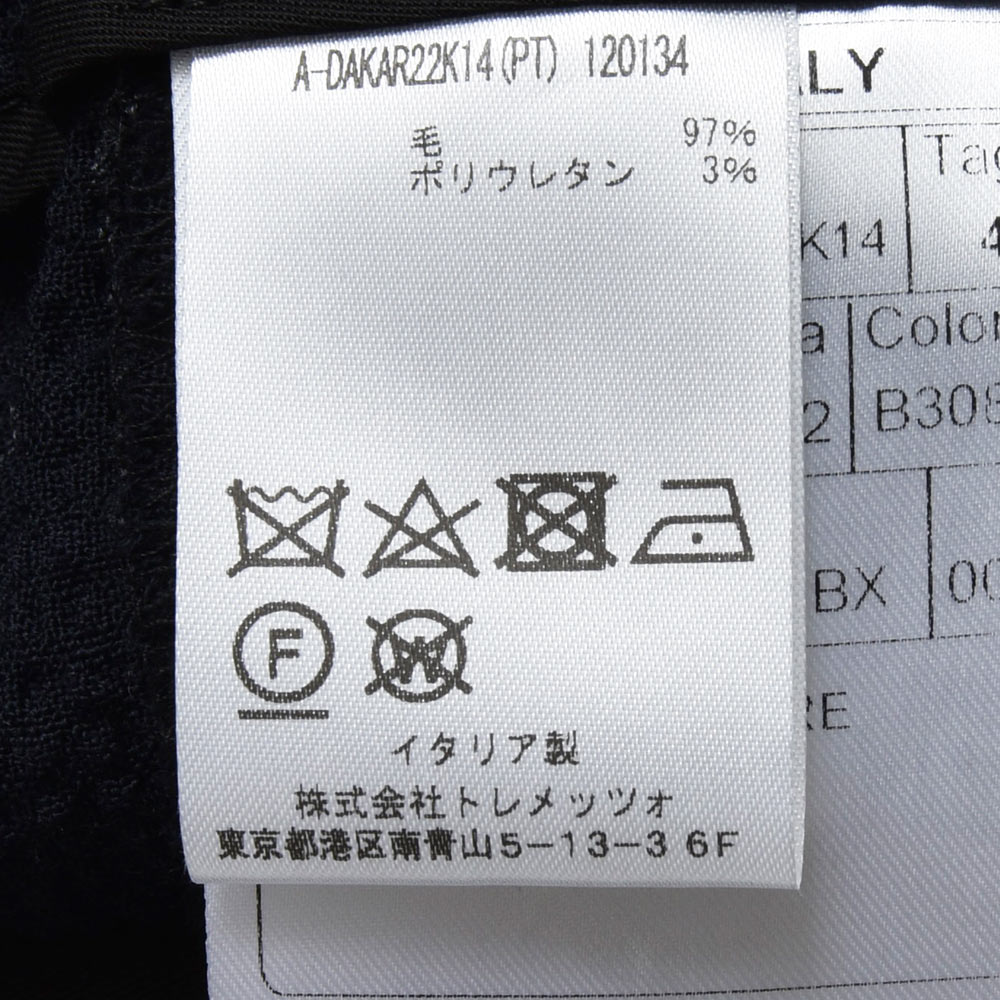 A-DAKAR22K14(PT) 120134
毛 97%
ポリウレタン 3%
F
W
イタリア製
株式会社トレメッツォ
東京都港区南青山5-13-3 6F
LY
Tag
K14
4
a
Color
2
B308
BX
00
RE